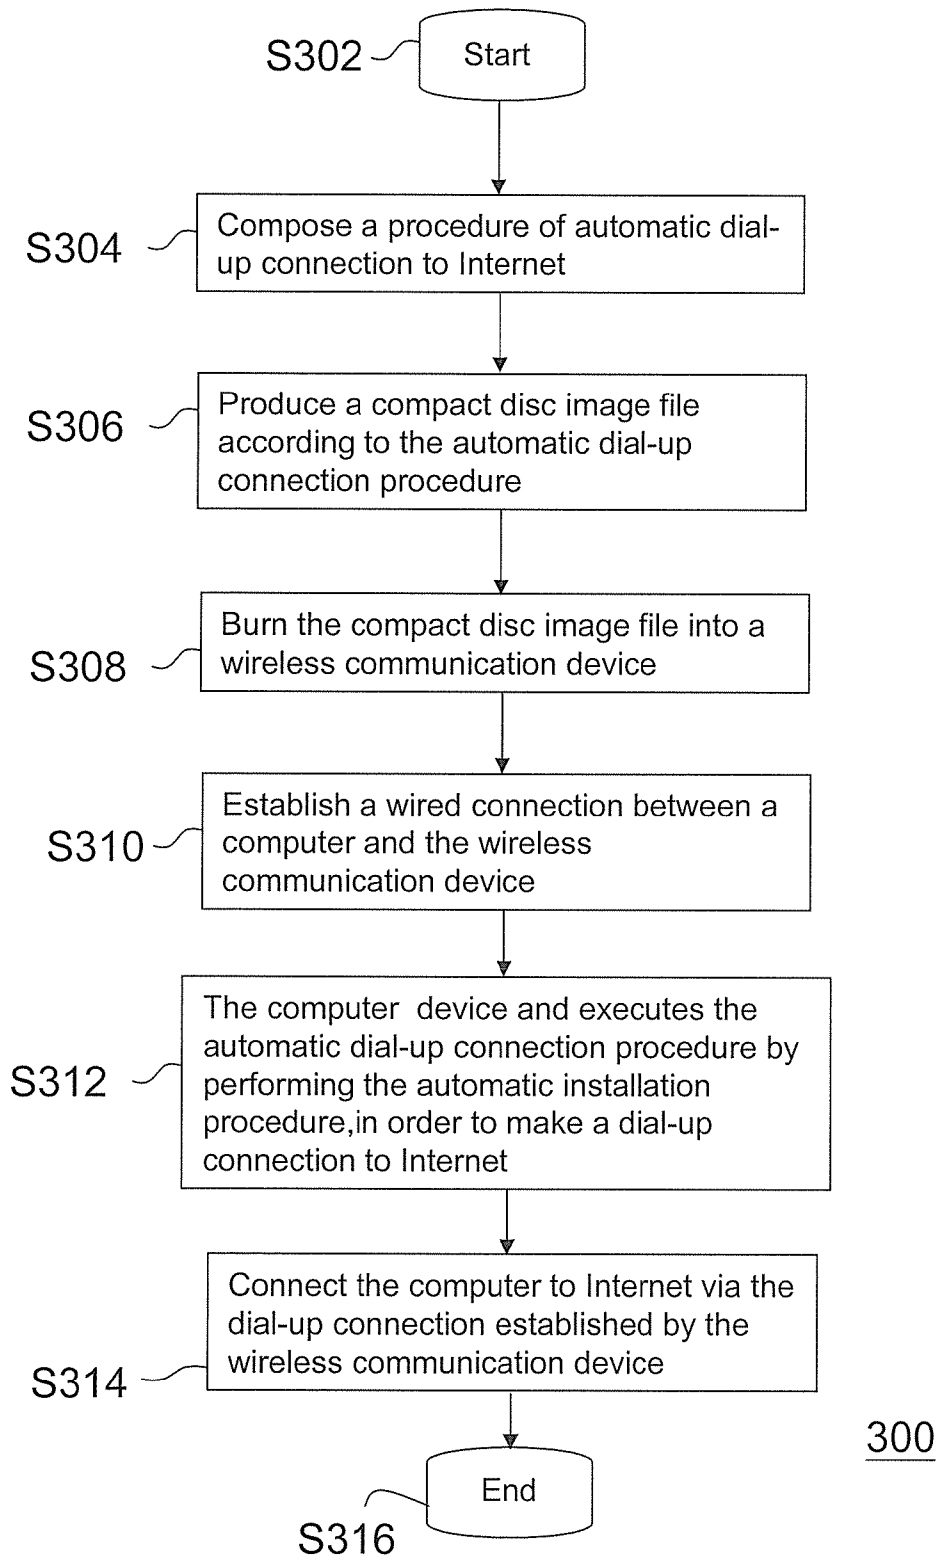 S302
Start
S304
Compose a procedure of automatic dial-
up connection to Internet
S306
Produce a compact disc image file
according to the automatic dial-up
connection procedure
S308
Burn the compact disc image file into a
wireless communication device
S310
Establish a wired connection between a
computer and the wireless
communication device
S312
The computer  device and executes the
automatic dial-up connection procedure by
performing the automatic installation
procedure,in order to make a dial-up
connection to Internet
S314
Connect the computer to Internet via the
dial-up connection established by the
wireless communication device
300
End
S316